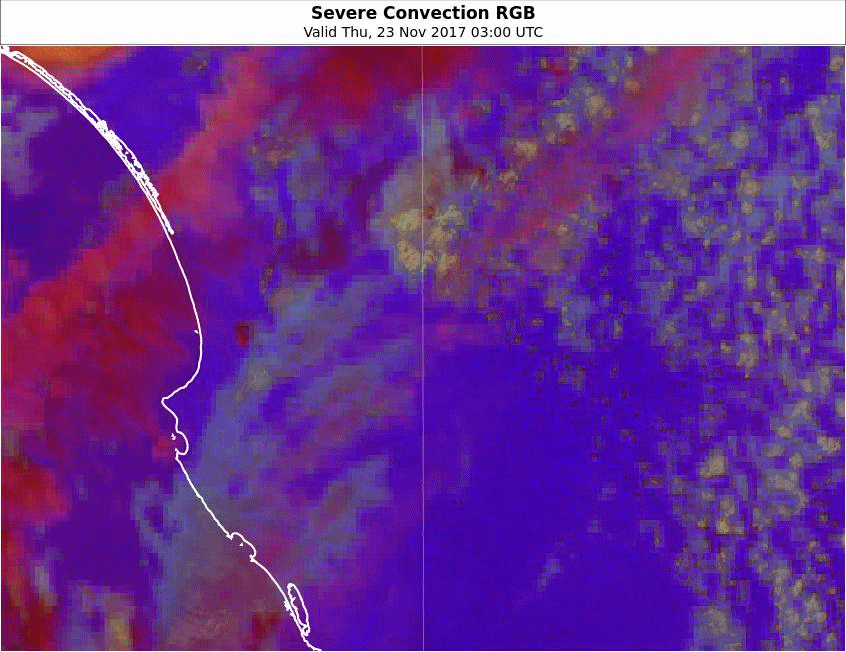 Severe Convection RGB
Valid Thu, 23 Nov 2017 03:00 UTC